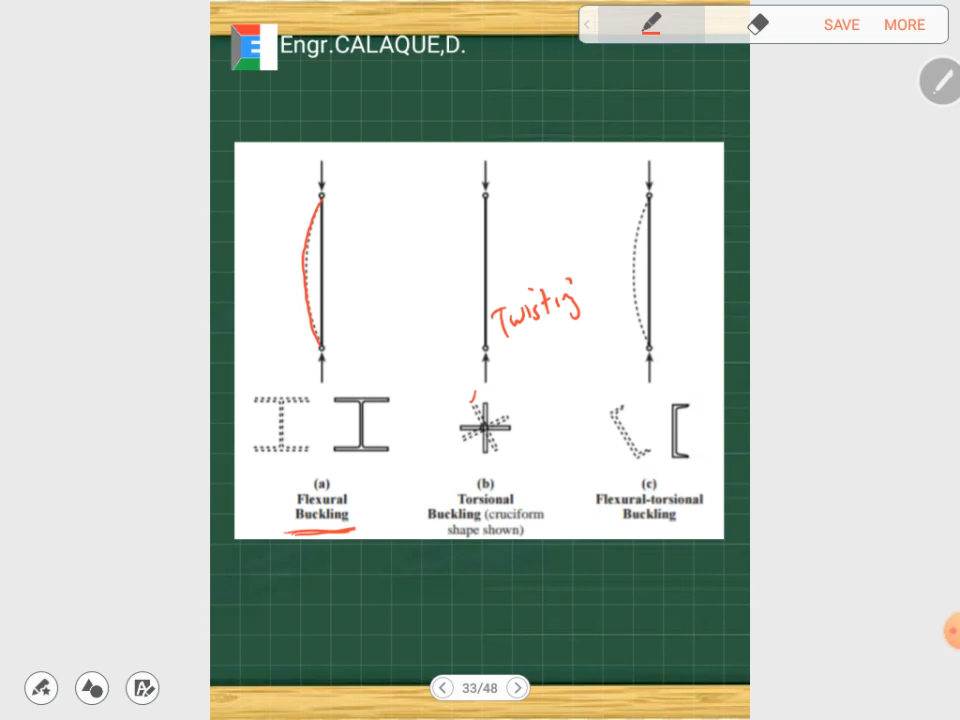 SAVE MORE
E Engr.CALAQUE,D.
Twisting
(a)
Flexural
Buckling
(b)
Torsional
Buckling (cruciform
shape shown)
(c)
Flexural-torsional
Buckling
33/48